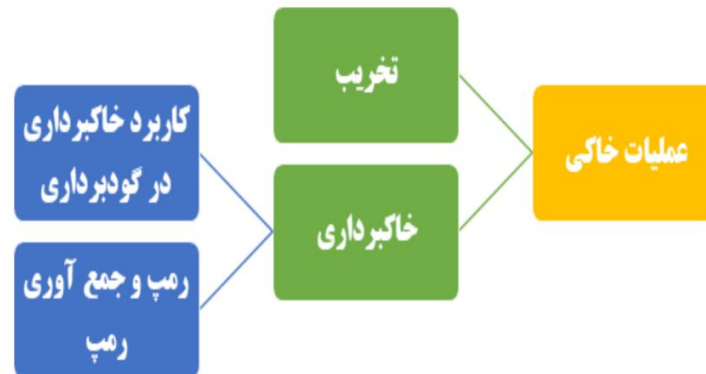 عملیات خاکی
تخریب
خاکبرداری
کاربرد خاکبرداری
در گودبرداری
رمپ و جمع آوری
رمپ